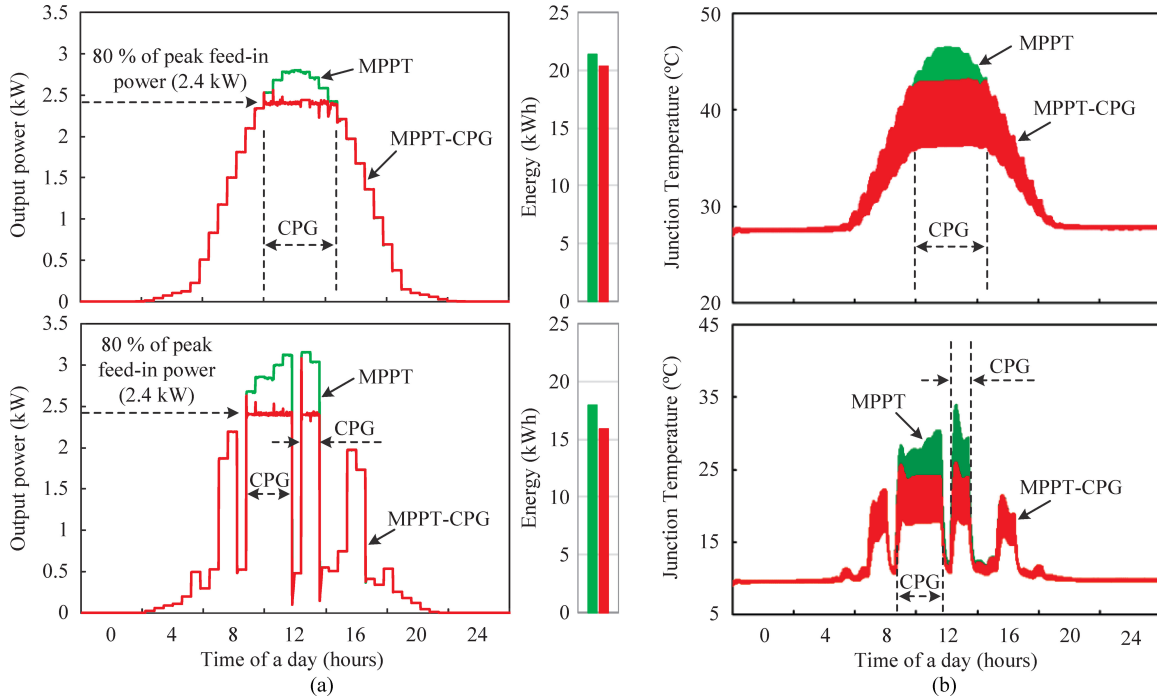 3.5
3
2.5
2
1.5
1
0.5
0
Output power (kW)
80 % of peak feed-in
power (2.4 kW)
MPPT
MPPT-CPG
CPG
25
20
15
10
5
0
Energy (kWh)
50
40
30
20
Junction Temperature (ºC)
MPPT
MPPT-CPG
CPG
3.5
3
2.5
2
1.5
1
0.5
0
Output power (kW)
80 % of peak
feed-in power
(2.4 kW)
MPPT
CPG
CPG
MPPT-CPG
0 4 8 12 16 20 24
Time of a day (hours)
(a)
25
20
15
10
5
0
Energy (kWh)
45
35
25
15
5
Junction Temperature (ºC)
CPG
MPPT
MPPT-CPG
CPG
0 4 8 12 16 20 24
Time of a day (hours)
(b)